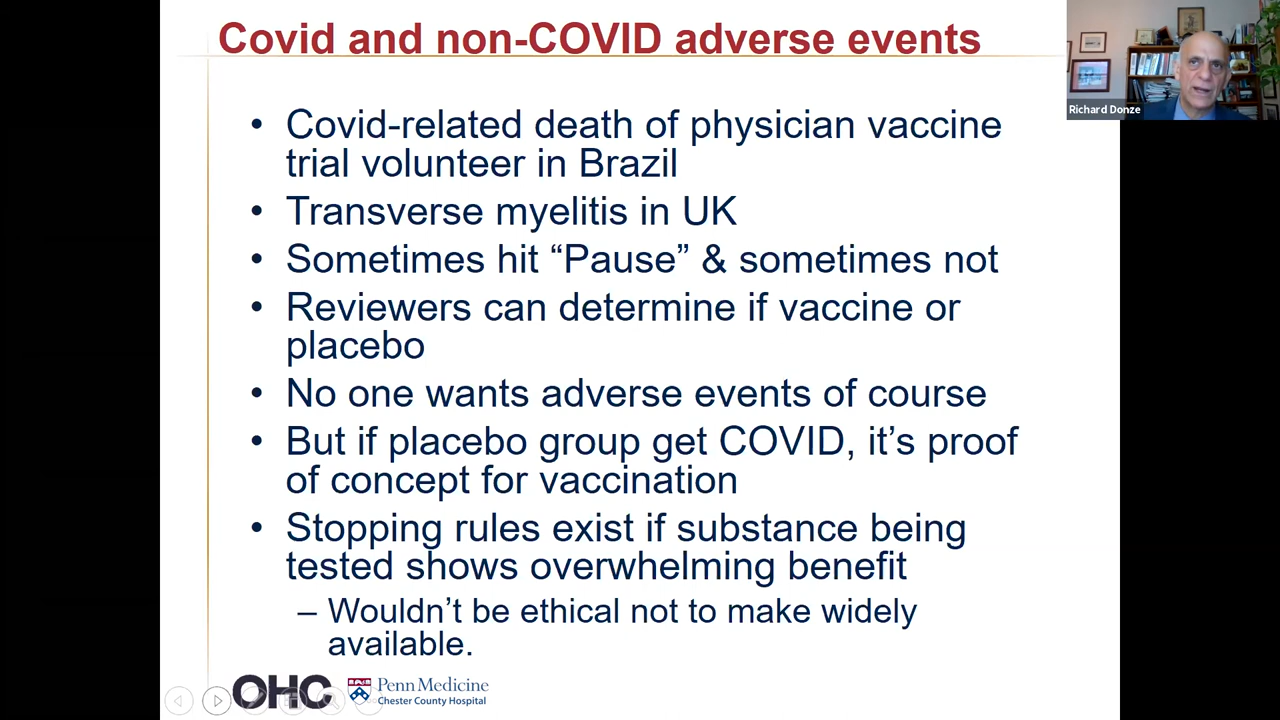 Covid and non-COVID adverse events
Richard Donze
• Covid-related death of physician vaccine
trial volunteer in Brazil
• Transverse myelitis in UK
• Sometimes hit “Pause” & sometimes not
• Reviewers can determine if vaccine or
placebo
• No one wants adverse events of course
• But if placebo group get COVID, it’s proof
of concept for vaccination
• Stopping rules exist if substance being
tested shows overwhelming benefit
– Wouldn’t be ethical not to make widely
available.
OHC
Penn Medicine
Chester County Hospital